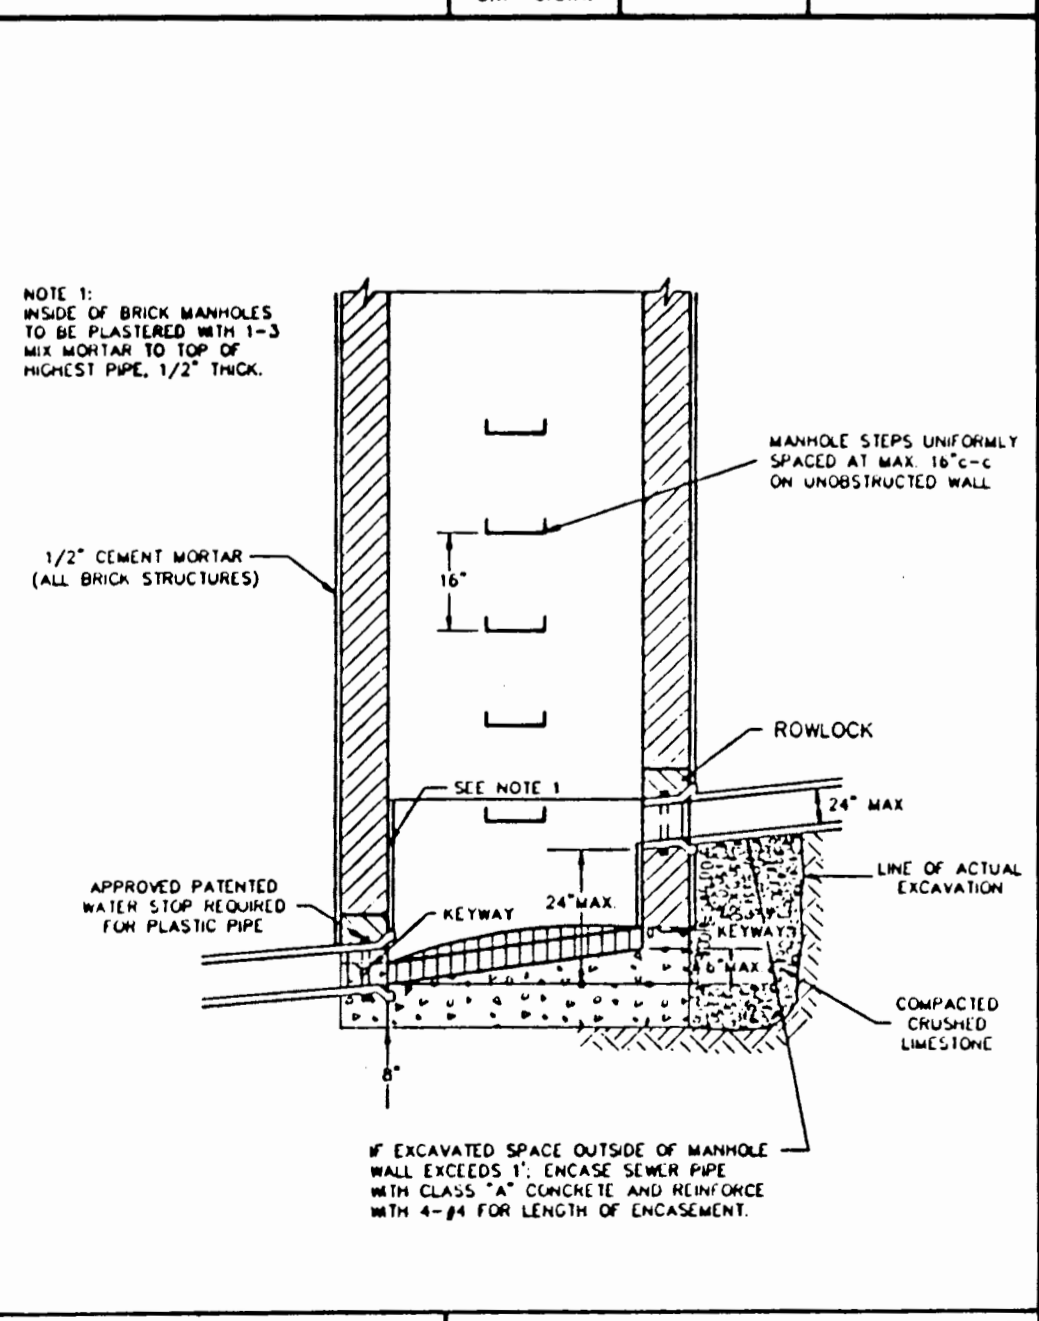 NOTE 1:
INSIDE OF BRICK MANHOLES
TO BE PLASTERED WITH 1-3
MIX MORTAR TO TOP OF
HIGHEST PIPE, 1/2" THICK.
MANHOLE STEPS UNIFORMLY
SPACED AT MAX. 16"c-c
ON UNOBSTRUCTED WALL
1/2" CEMENT MORTAR
(ALL BRICK STRUCTURES)
16"
ROWLOCK
SEE NOTE 1
24" MAX
LINE OF ACTUAL
EXCAVATION
APPROVED PATENTED
WATER STOP REQUIRED
FOR PLASTIC PIPE
KEYWAY
24"MAX.
KEYWAY
6"MAX
COMPACTED
CRUSHED
LIMESTONE
8"
IF EXCAVATED SPACE OUTSIDE OF MANHOLE
WALL EXCEEDS 1'; ENCASE SEWER PIPE
WITH CLASS "A" CONCRETE AND REINFORCE
WITH 4-#4 FOR LENGTH OF ENCASEMENT.